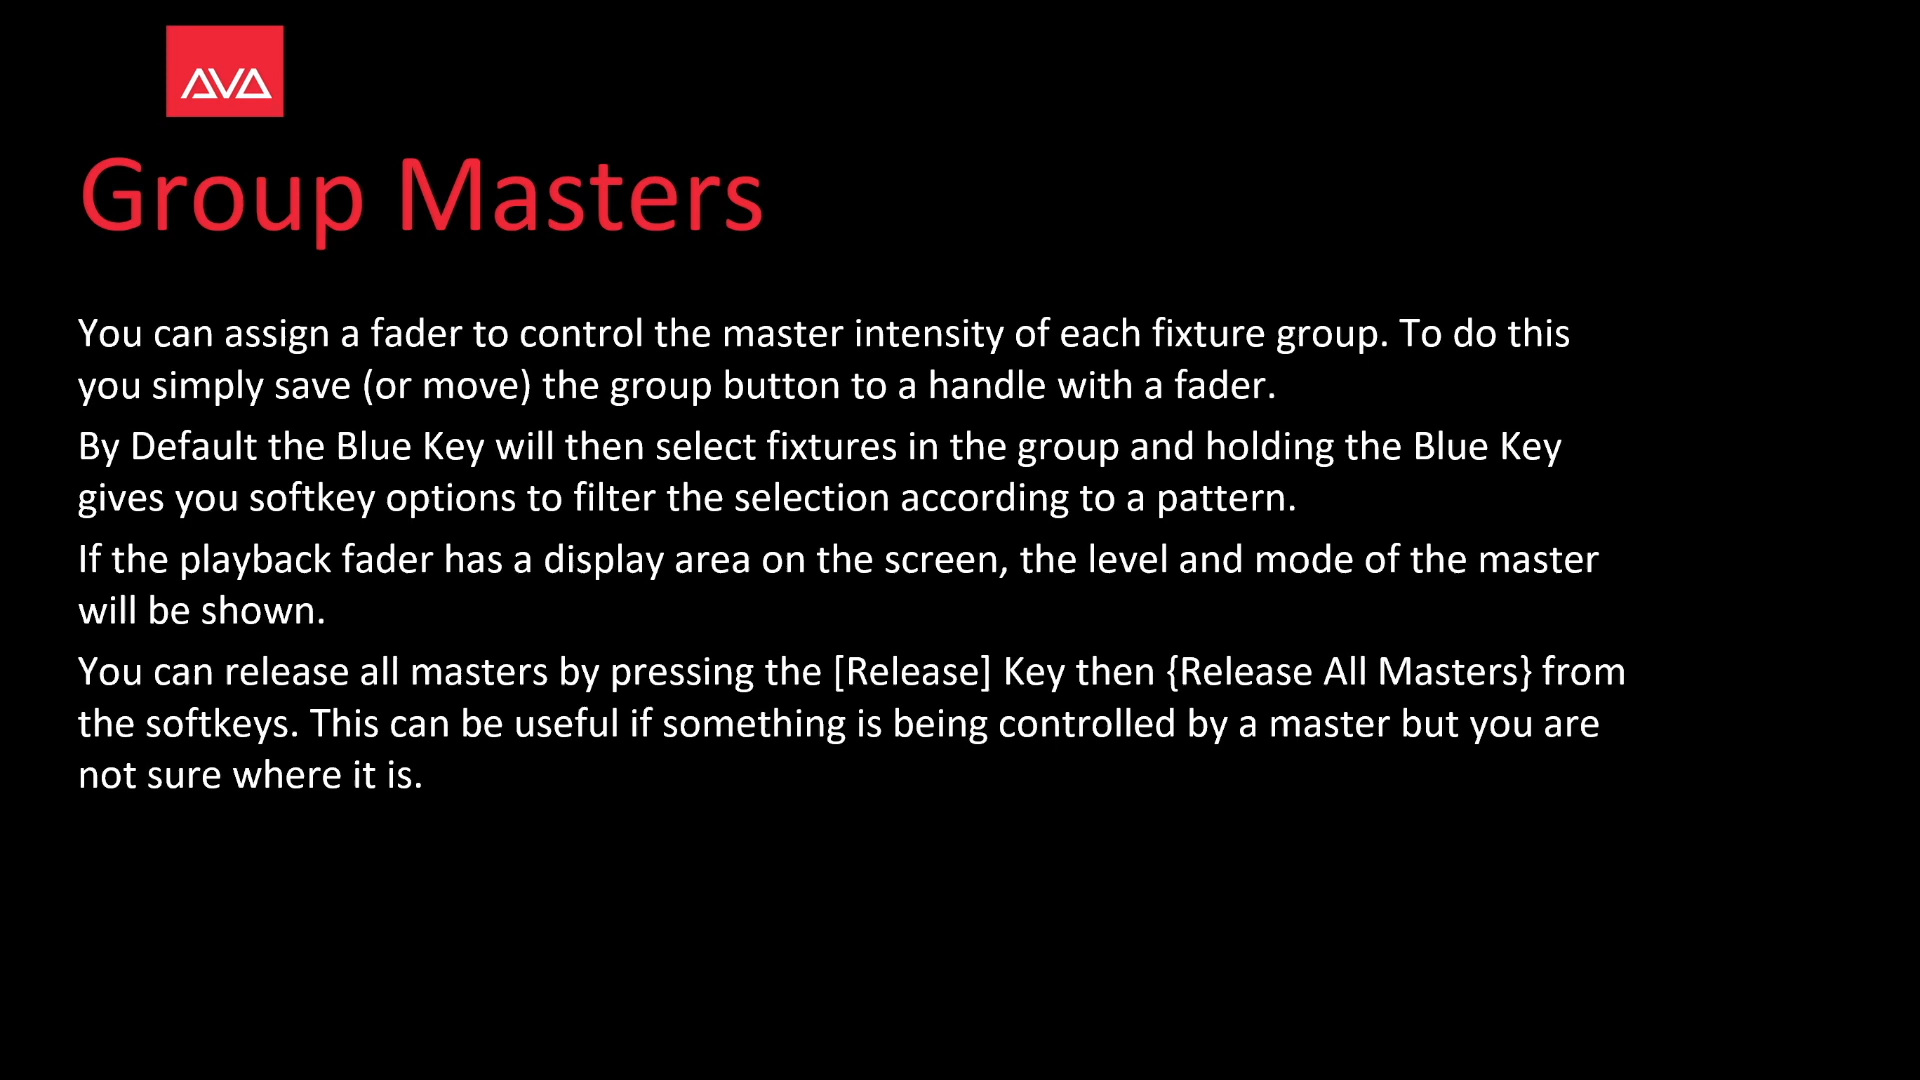 AVA
Group Masters
You can assign a fader to control the master intensity of each fixture group. To do this
you simply save (or move) the group button to a handle with a fader.
By Default the Blue Key will then select fixtures in the group and holding the Blue Key
gives you softkey options to filter the selection according to a pattern.
If the playback fader has a display area on the screen, the level and mode of the master
will be shown.
You can release all masters by pressing the [Release] Key then {Release All Masters} from
the softkeys. This can be useful if something is being controlled by a master but you are
not sure where it is.